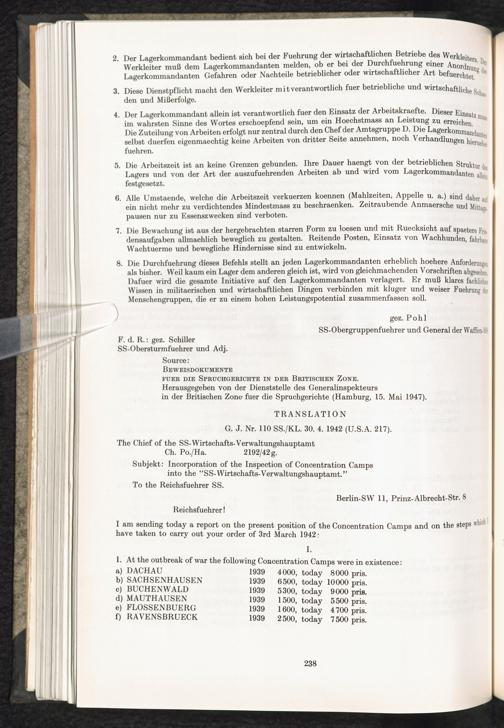 2. Der Lagerkommandant bedient sich bei der Fuehrung der wirtschaftlichen Betriebe des Werkleiters. Der
Werkleiter muß dem Lagerkommandanten melden, ob er bei der Durchfuehrung einer Anordnung des
Lagerkommandanten Gefahren oder Nachteile betrieblicher oder wirtschaftlicher Art befuerchtet.
3. Diese Dienstpflicht macht den Werkleiter mitverantwortlich fuer betriebliche und wirtschaftliche
den und Mißerfolge.
4. Der Lagerkommandant allein ist verantwortlich fuer den Einsatz der Arbeitskraefte. Dieser Einsatz muss
im wahrsten Sinne des Wortes erschoepfend sein, um ein Hoechstmass an Leistung zu erreichen.
Die Zuteilung von Arbeiten erfolgt nur zentral durch den Chef der Amtsgruppe D. Die Lagerkommandanten
selbst duerfen eigenmaechtig keine Arbeiten von dritter Seite annehmen, noch Verhandlungen hierueber
fuehren.
5. Die Arbeitszeit ist an keine Grenzen gebunden. Ihre Dauer haengt von der betrieblichen Struktur des
Lagers und von der Art der auszufuehrenden Arbeiten ab und wird vom Lagerkommandanten allein
festgesetzt.
6. Alle Umstaende, welche die Arbeitszeit verkuerzen koennen (Mahlzeiten, Appelle u. a.) sind daher auf
ein nicht mehr zu verdichtendes Mindestmass zu beschraenken. Zeitraubende Anmaersche und Mittags-
pausen nur zu Essenszwecken sind verboten.
7. Die Bewachung ist aus der hergebrachten starren Form zu loesen und mit Ruecksicht auf spaetere Frie-
densaufgaben allmaehlich beweglich zu gestalten. Reitende Posten, Einsatz von Wachhunden, fahrbare
Wachtuerme und bewegliche Hindernisse sind zu entwickeln.
8. Die Durchfuehrung dieses Befehls stellt an jeden Lagerkommandanten erheblich hoehere Anforderungen
als bisher. Weil kaum ein Lager dem anderen gleich ist, wird von gleichmachenden Vorschriften abgesehen.
Dafuer wird die gesamte Initiative auf den Lagerkommandanten verlagert. Er muß klares fachliches
Wissen in militaerischen und wirtschaftlichen Dingen verbinden mit kluger und weiser Fuehrung der
Menschengruppen, die er zu einem hohen Leistungspotential zusammenfassen soll.
gez. Pohl
SS-Obergruppenfuehrer und General der Waffen-SS
F. d. R.: gez. Schiller
SS-Obersturmfuehrer und Adj.
Source:
BEWEISDOKUMENTE
FUER DIE SPRUCHGERICHTE IN DER BRITISCHEN ZONE.
Herausgegeben von der Dienststelle des Generalinspekteurs
in der Britischen Zone fuer die Spruchgerichte (Hamburg, 15. Mai 1947).
TRANSLATION
G. J. Nr. 110 SS./KL. 30. 4. 1942 (U.S.A. 217).
The Chief of the SS-Wirtschafts-Verwaltungshauptamt
Ch. Po./Ha. 2192/42 g.
Subjekt: Incorporation of the Inspection of Concentration Camps
into the "SS-Wirtschafts-Verwaltungshauptamt."
To the Reichsfuehrer SS.
Berlin-SW 11, Prinz-Albrecht-Str. 8
Reichsfuehrer!
I am sending today a report on the present position of the Concentration Camps and on the steps which I
have taken to carry out your order of 3rd March 1942:
I.
1. At the outbreak of war the following Concentration Camps were in existence:
a) DACHAU 1939 4000, today 8000 pris.
b) SACHSENHAUSEN 1939 6500, today 10000 pris.
c) BUCHENWALD 1939 5300, today 9000 pris.
d) MAUTHAUSEN 1939 1500, today 5500 pris.
e) FLOSSENBUERG 1939 1600, today 4700 pris.
f) RAVENSBRUECK 1939 2500, today 7500 pris.
238